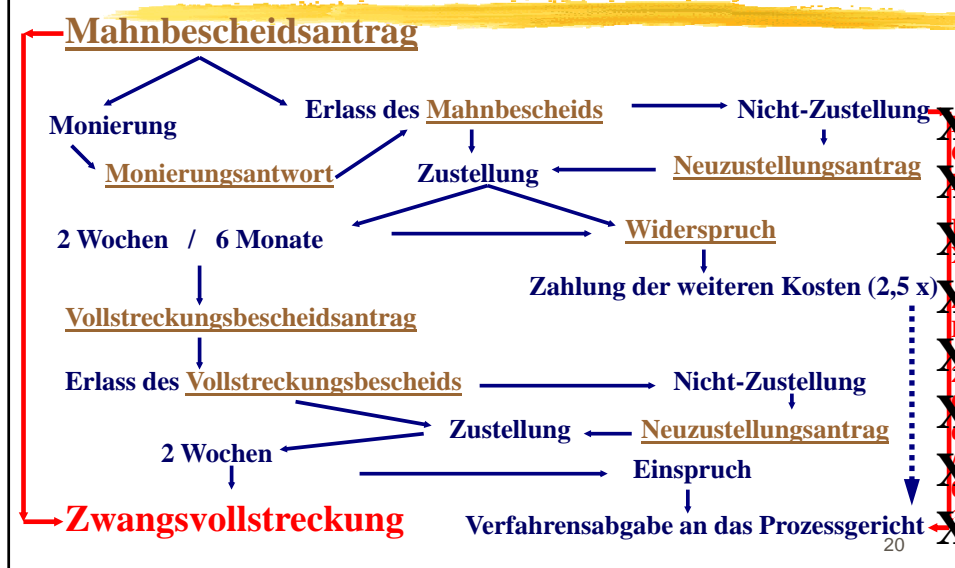 Mahnbescheidsantrag
Erlass des Mahnbescheids
Nicht-Zustellung
Monierung
Monierungsantwort
Zustellung
Neuzustellungsantrag
2 Wochen / 6 Monate
Widerspruch
Zahlung der weiteren Kosten (2,5 x)
Vollstreckungsbescheidsantrag
Erlass des Vollstreckungsbescheids
Nicht-Zustellung
Zustellung
Neuzustellungsantrag
2 Wochen
Einspruch
Zwangsvollstreckung
Verfahrensabgabe an das Prozessgericht
20
X
X
X
X
X
X
X
X